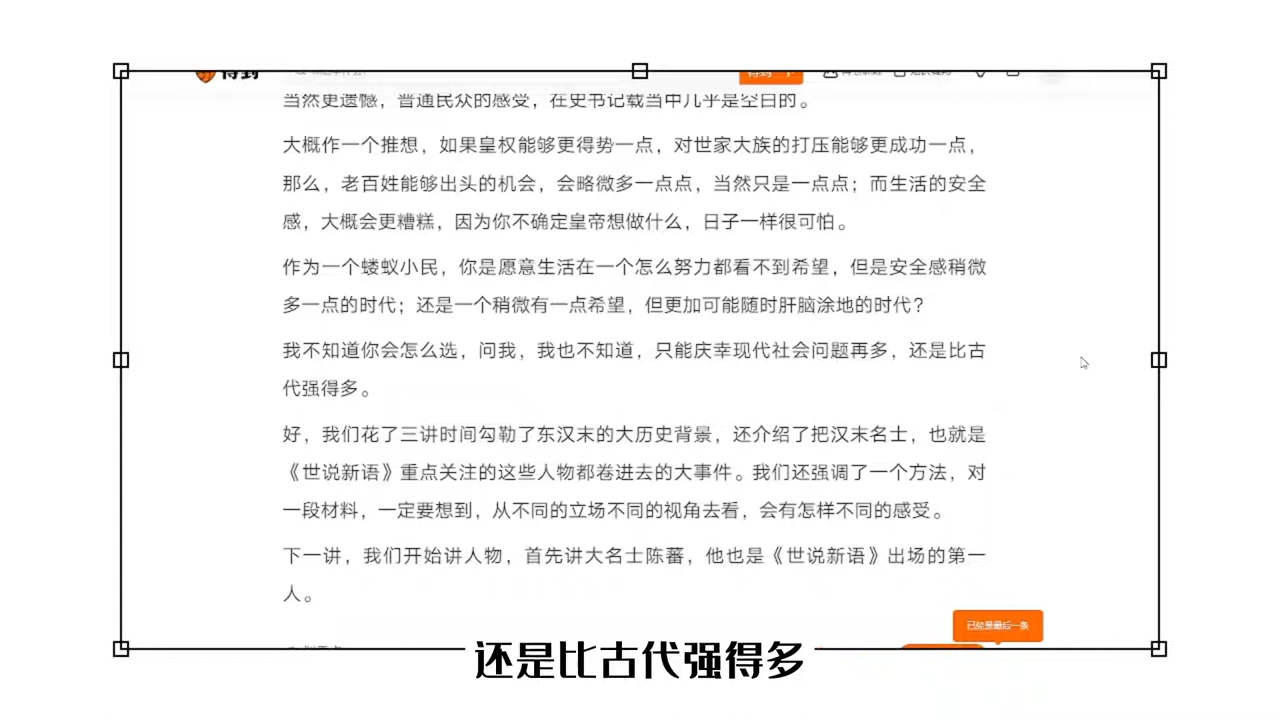 得到
当然更遗憾，普通民众的感受，在史书记载当中几乎是空白的。
大概作一个推想，如果皇权能够更得势一点，对世家大族的打压能够更成功一点，
那么，老百姓能够出头的机会，会略微多一点点，当然只是一点点；而生活的安全
感，大概会更糟糕，因为你不确定皇帝想做什么，日子一样很可怕。
作为一个蝼蚁小民，你是愿意生活在一个怎么努力都看不到希望，但是安全感稍微
多一点的时代；还是一个稍微有一点希望，但更加可能随时肝脑涂地的时代？
我不知道你会怎么选，问我，我也不知道，只能庆幸现代社会问题再多，还是比古
代强得多。
好，我们花了三讲时间勾勒了东汉末的大历史背景，还介绍了把汉末名士，也就是
《世说新语》重点关注的这些人物都卷进去的大事件。我们还强调了一个方法，对
一段材料，一定要想到，从不同的立场不同的视角去看，会有怎样不同的感受。
下一讲，我们开始讲人物，首先讲大名士陈蕃，他也是《世说新语》出场的第一
人。
已经是最后一条
还是比古代强得多